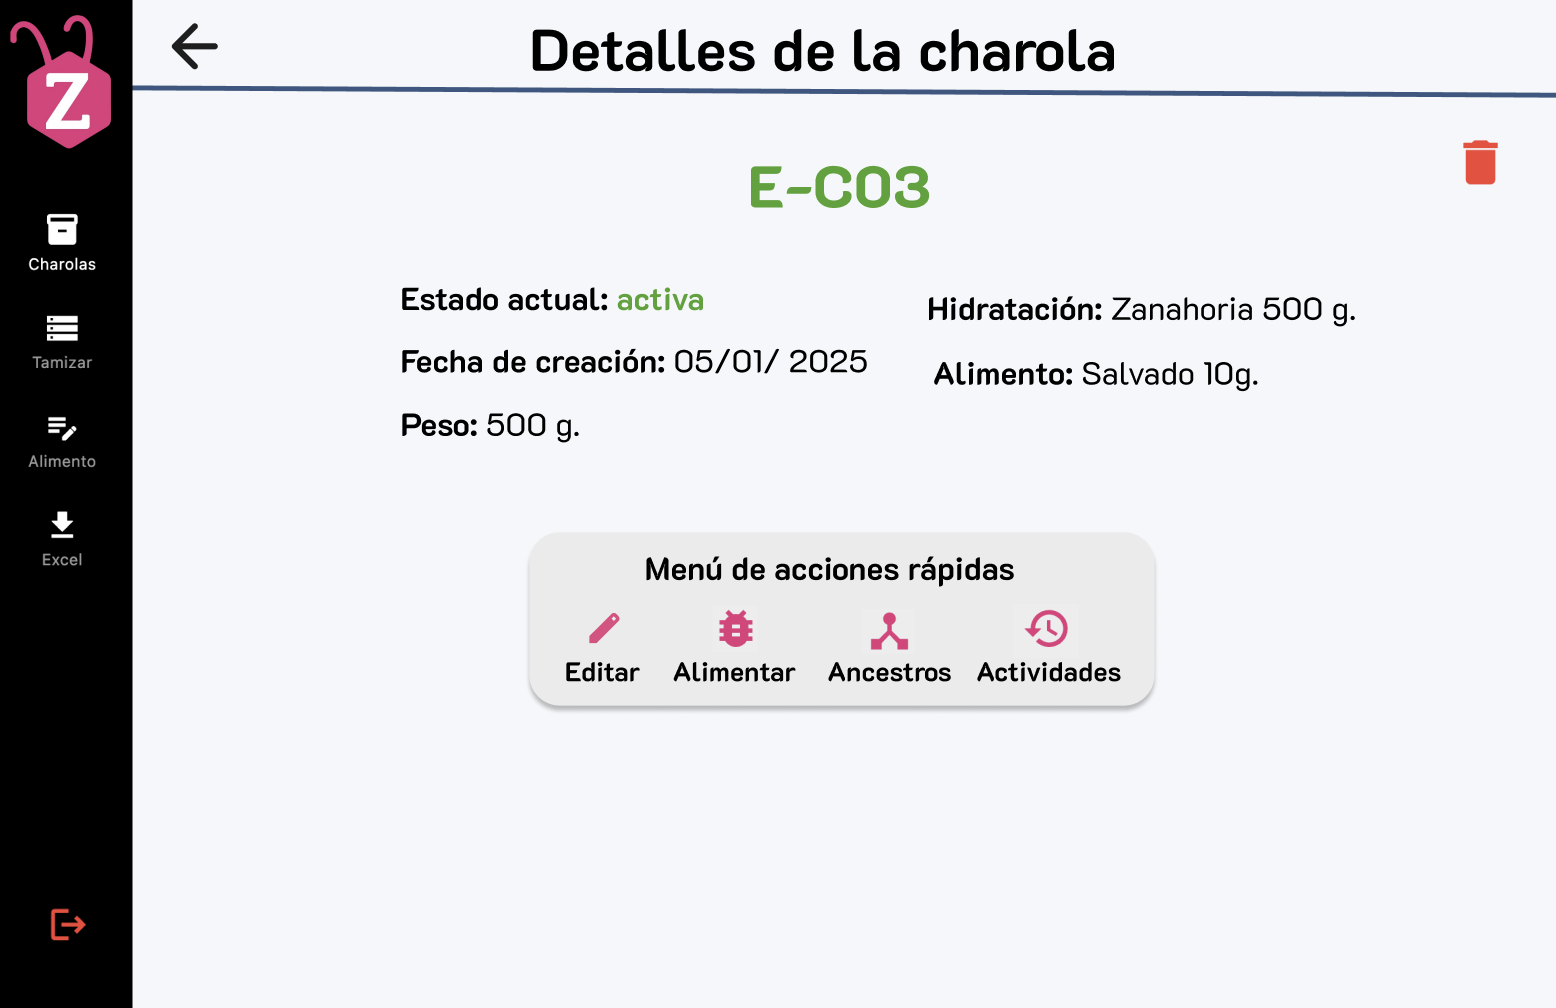 Z
Charolas
Tamizar
Alimento
Excel
Detalles de la charola
E-C03
Estado actual: activa
Fecha de creación: 05/01/ 2025
Peso: 500 g.
Hidratación: Zanahoria 500 g.
Alimento: Salvado 10g.
Menú de acciones rápidas
Editar Alimentar Ancestros Actividades